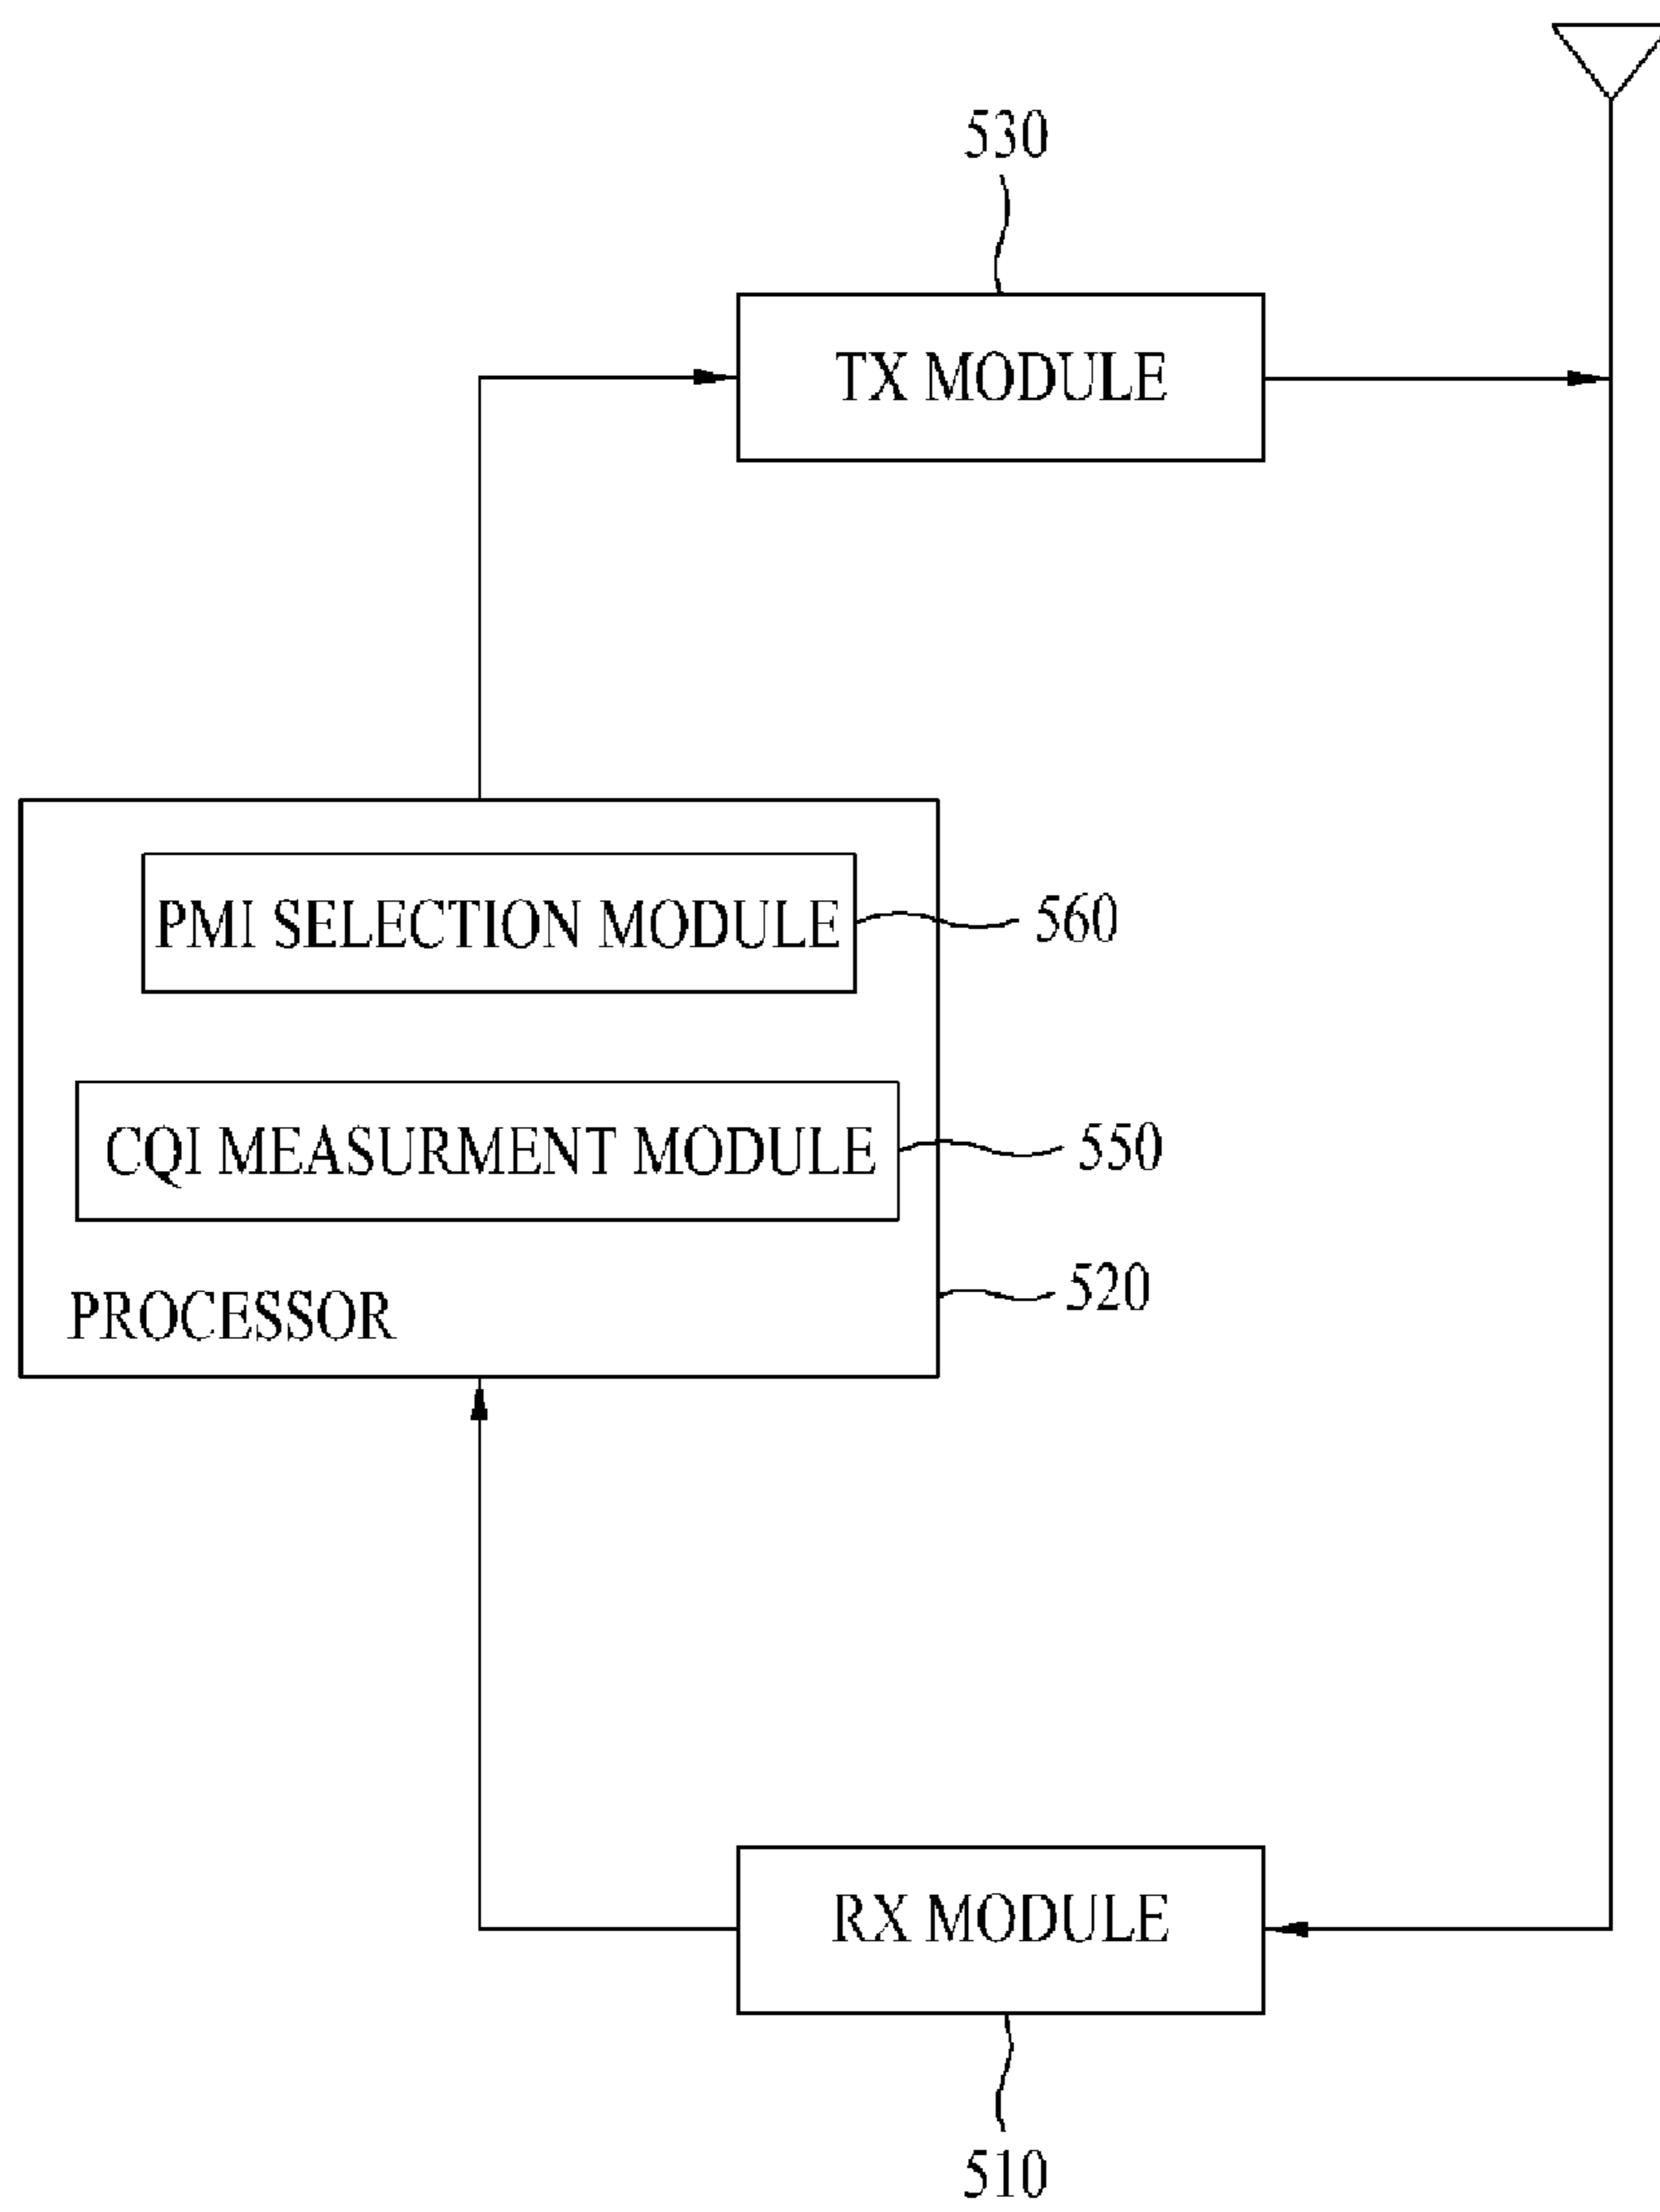 530
TX MODULE
PMI SELECTION MODULE
560
CQI MEASURMENT MODULE
550
520
PROCESSOR
RX MODULE
510